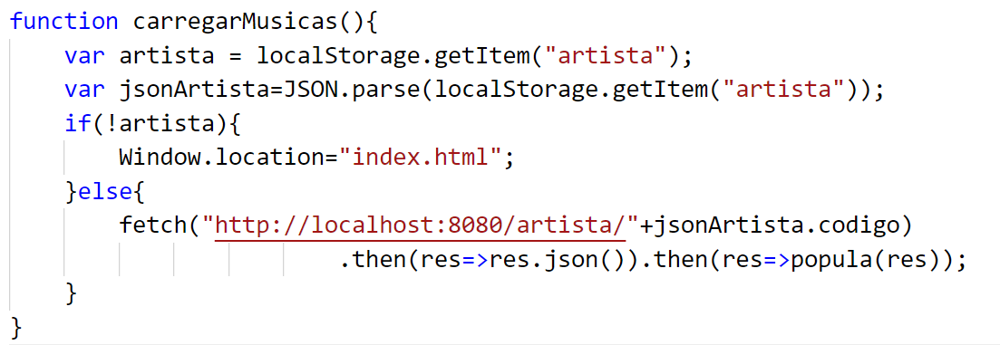 function carregarMusicas(){
    var artista = localStorage.getItem("artista");
    var jsonArtista=JSON.parse(localStorage.getItem("artista"));
    if(!artista){
        Window.location="index.html";
    }else{
        fetch("http://localhost:8080/artista/"+jsonArtista.codigo)
                        .then(res=>res.json()).then(res=>popula(res));
    }
}